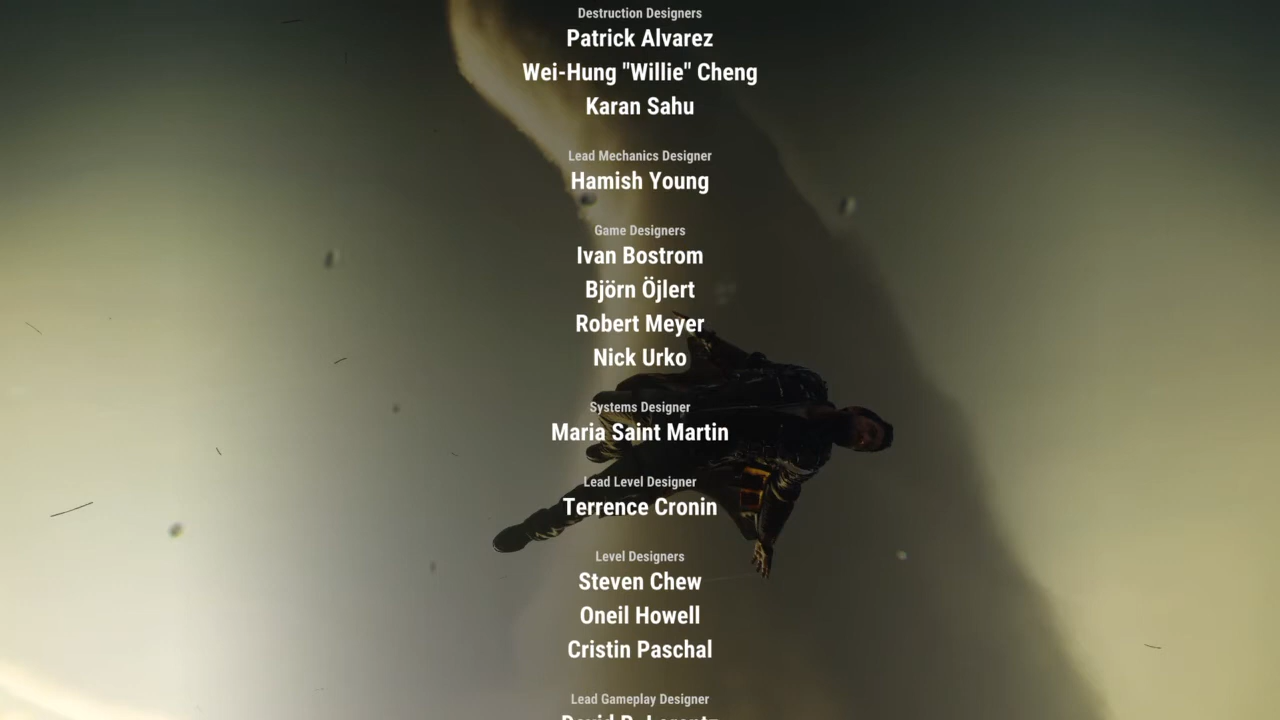 Destruction Designers
Patrick Alvarez
Wei-Hung "Willie" Cheng
Karan Sahu
Lead Mechanics Designer
Hamish Young
Game Designers
Ivan Bostrom
Björn Öjlert
Robert Meyer
Nick Urko
Systems Designer
Maria Saint Martin
Lead Level Designer
Terrence Cronin
Level Designers
Steven Chew
Oneil Howell
Cristin Paschal
Lead Gameplay Designer
David